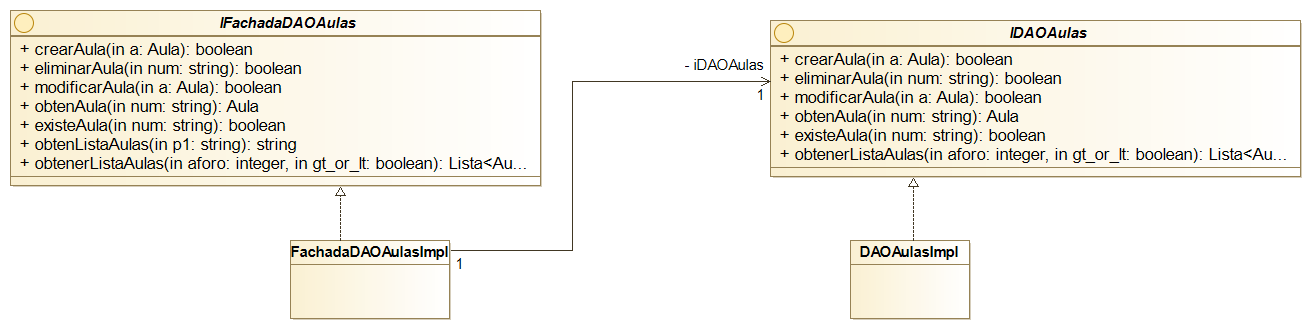 IFachadaDAOAulas
+ crearAula(in a: Aula): boolean
+ eliminarAula(in num: string): boolean
+ modificarAula(in a: Aula): boolean
+ obtenAula(in num: string): Aula
+ existeAula(in num: string): boolean
+ obtenListaAulas(in p1: string): string
+ obtenerListaAulas(in aforo: integer, in gt_or_lt: boolean): Lista<Au...
IDAOAulas
+ crearAula(in a: Aula): boolean
+ eliminarAula(in num: string): boolean
+ modificarAula(in a: Aula): boolean
+ obtenAula(in num: string): Aula
+ existeAula(in num: string): boolean
+ obtenerListaAulas(in aforo: integer, in gt_or_lt: boolean): Lista<Au...
- iDAOAulas
1
FachadaDAOAulasImpl
1
DAOAulasImpl